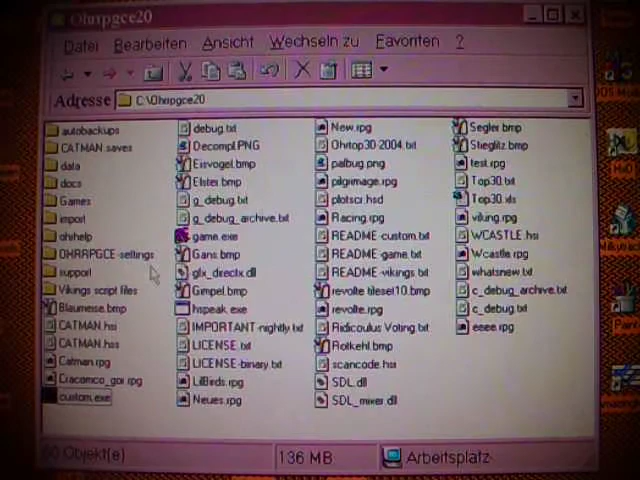 Ohrrpgce20
Datei Bearbeiten Ansicht Wechseln zu Favoriten ?
Adresse C:\Ohrrpgce20
autobackups
CATMAN.saves
data
docs
Games
import
ohrhelp
OHRRPGCE-settings
support
Vikings script files
Blaumeise.bmp
CATMAN.hsi
CATMAN.hss
Catman.rpg
custom.exe
debug.txt
Decompl.PNG
Eisvogel.bmp
Elster.bmp
g_debug.txt
g_debug_archive.txt
game.exe
Gans.bmp
gfx_directx.dll
Gimpel.bmp
hspeak.exe
IMPORTANT-nightly.txt
LICENSE.txt
LICENSE-binary.txt
LilBirds.rpg
Neues.rpg
New.rpg
Ohrtop30-2004.txt
palbug.png
pilgrimage.rpg
plotscr.hsd
Racing.rpg
README-custom.txt
README-game.txt
README-vikings.txt
revolte tileset10.bmp
revolte.rpg
Ridiculous Voting.txt
Rotkehl.bmp
scancode.hsi
SDL.dll
SDL_mixer.dll
Segler.bmp
Stieglitz.bmp
test.rpg
Top30.txt
Top30.xls
viking.rpg
WCASTLE.hsi
Wcastle.rpg
whatsnew.txt
c_debug_archive.txt
c_debug.txt
eeee.rpg
Objekt(e) 136 MB Arbeitsplatz